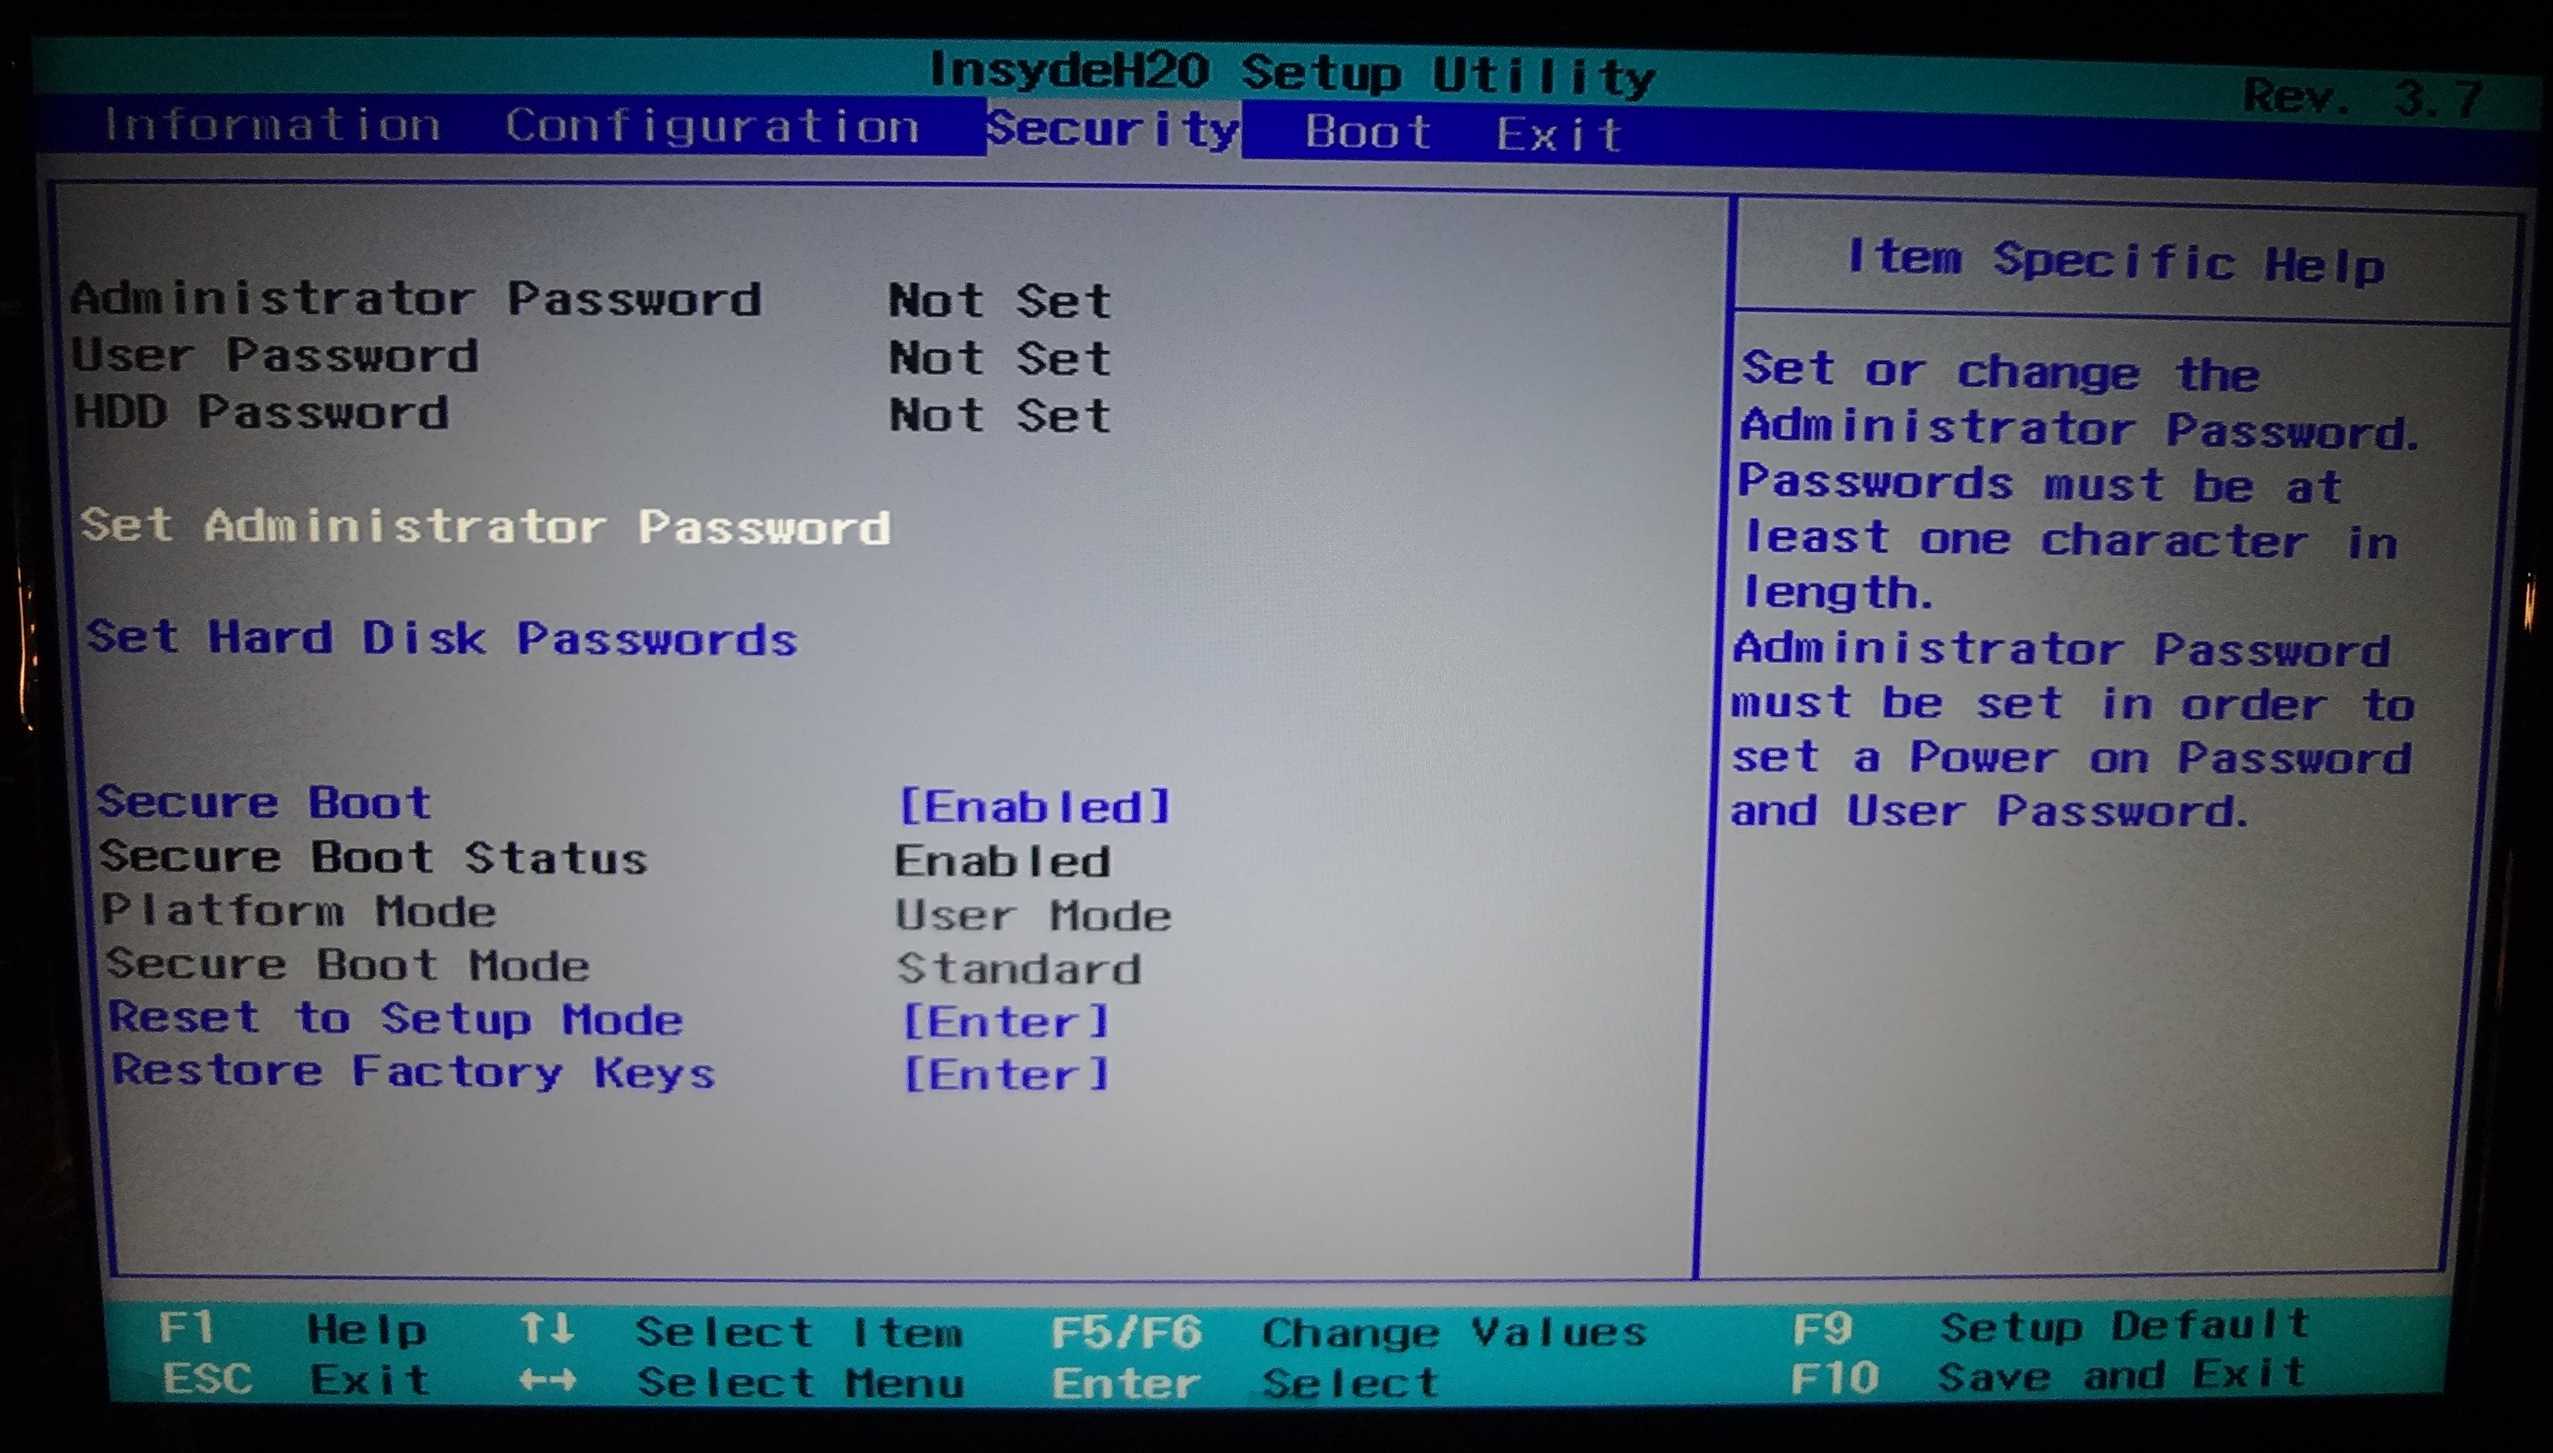 InsydeH20 Setup Utility
Rev. 3.7
Information Configuration Security Boot Exit
Administrator Password Not Set
User Password Not Set
HDD Password Not Set
Set Administrator Password
Set Hard Disk Passwords
Secure Boot [Enabled]
Secure Boot Status Enabled
Platform Mode User Mode
Secure Boot Mode Standard
Reset to Setup Mode [Enter]
Restore Factory Keys [Enter]
Item Specific Help
Set or change the
Administrator Password.
Passwords must be at
least one character in
length.
Administrator Password
must be set in order to
set a Power on Password
and User Password.
F1 Help ↑↓ Select Item F5/F6 Change Values F9 Setup Default
ESC Exit ←→ Select Menu Enter Select F10 Save and Exit